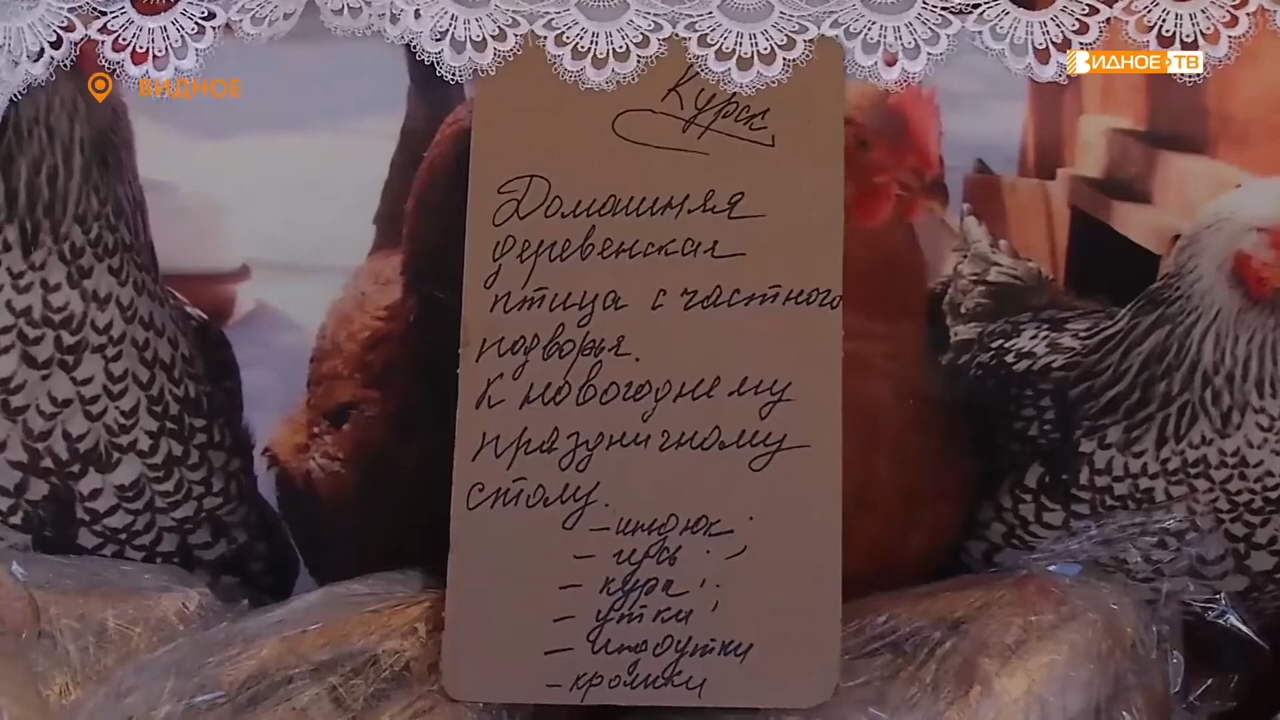 ВИДНОЕ
ВИДНОЕ ТВ
Курск
Домашняя
деревенская
птица с частного
подворья.
К новогоднему
праздничному
столу.
- индюк
- гусь
- кура
- утки
- индоутки
- кролики